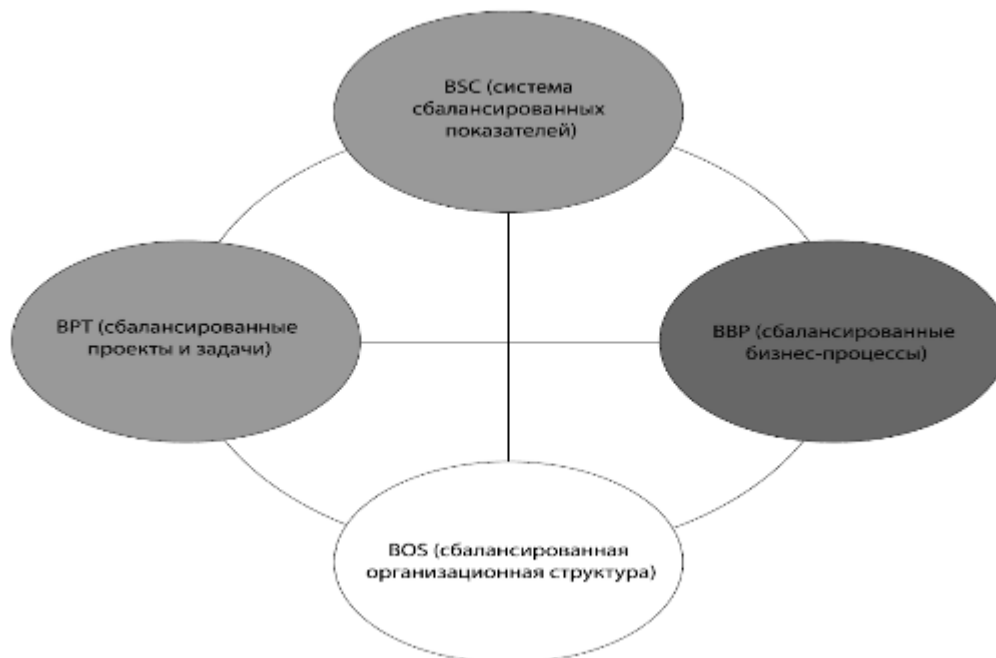 BSC (система
сбалансированных
показателей)
BPT (сбалансированные
проекты и задачи)
BBP (сбалансированные
бизнес-процессы)
BOS (сбалансированная
организационная структура)